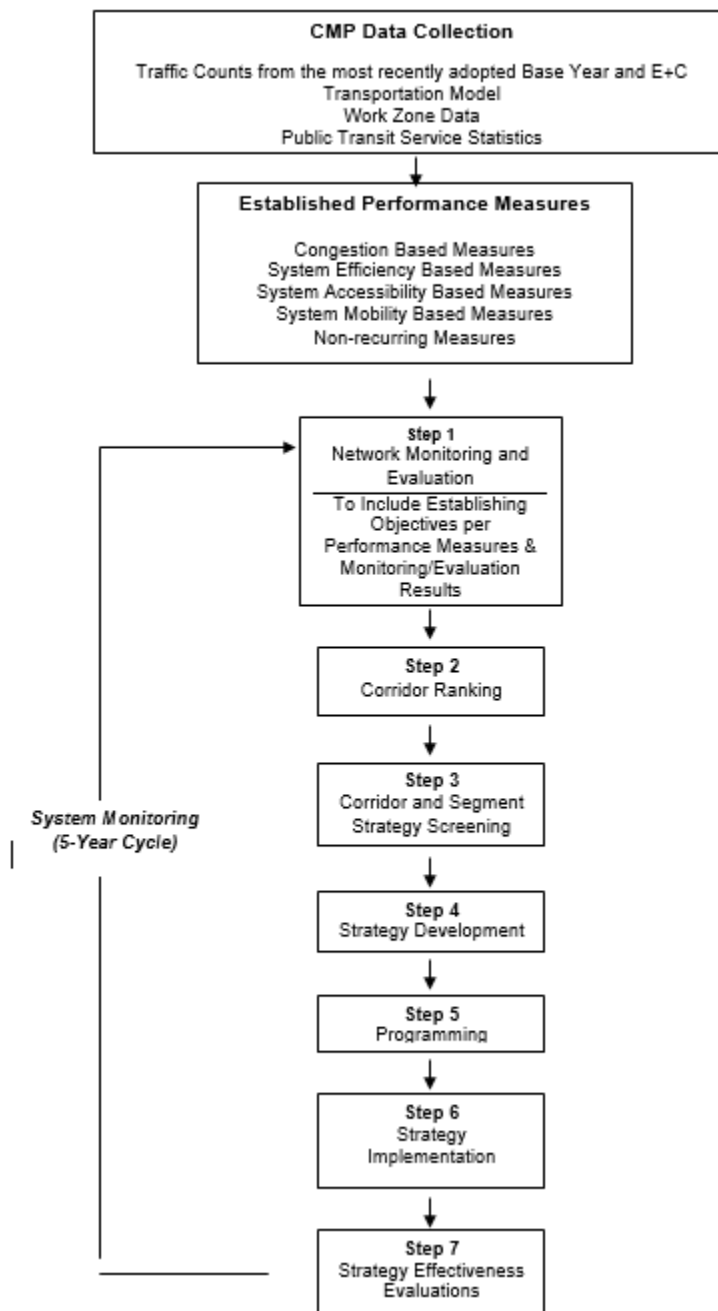 CMP Data Collection
Traffic Counts from the most recently adopted Base Year and E+C
Transportation Model
Work Zone Data
Public Transit Service Statistics
Established Performance Measures
Congestion Based Measures
System Efficiency Based Measures
System Accessibility Based Measures
System Mobility Based Measures
Non-recurring Measures
Step 1
Network Monitoring and
Evaluation
To Include Establishing
Objectives per
Performance Measures &
Monitoring/Evaluation
Results
Step 2
Corridor Ranking
Step 3
Corridor and Segment
Strategy Screening
System Monitoring
(5-Year Cycle)
Step 4
Strategy Development
Step 5
Programming
Step 6
Strategy
Implementation
Step 7
Strategy Effectiveness
Evaluations